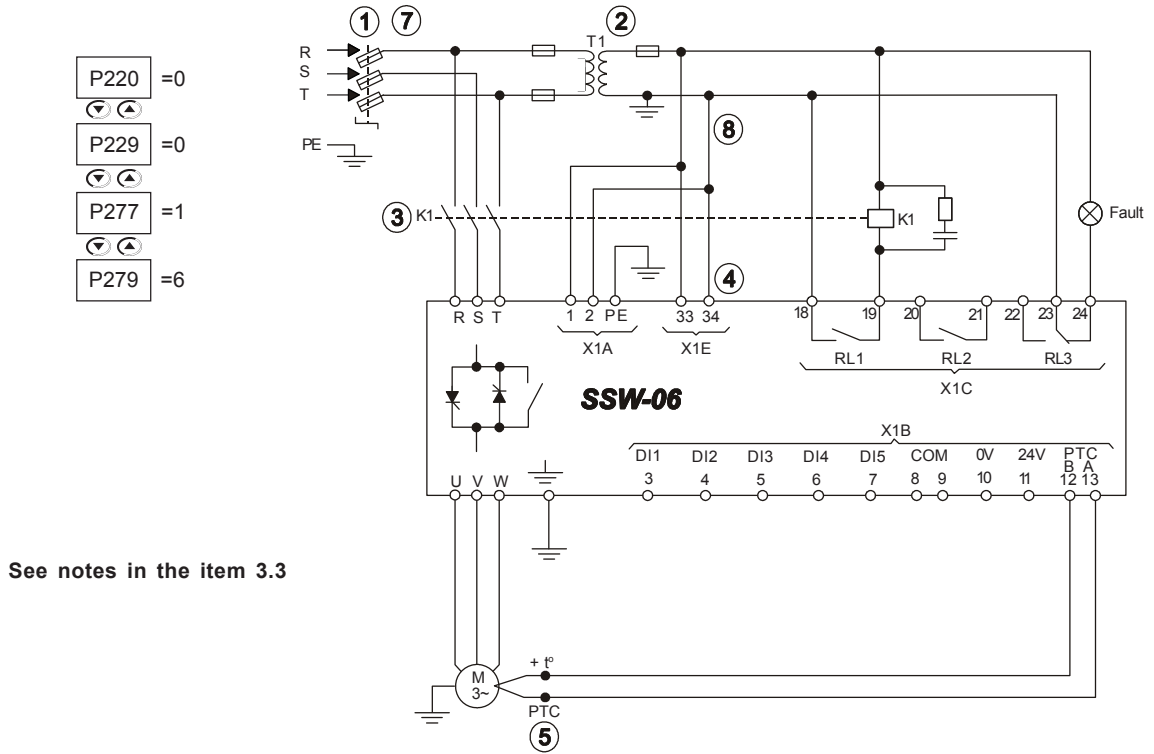 1 7 2
R
S
T
PE
T1
P220 =0
P229 =0
P277 =1
P279 =6
8
3 K1
K1
Fault
4
R S T 1 2 PE 33 34 18 19 20 21 22 23 24
X1A X1E RL1 RL2 RL3
X1C
SSW-06
X1B
DI1 DI2 DI3 DI4 DI5 COM 0V 24V PTC
B A
3 4 5 6 7 8 9 10 11 12 13
U V W
See notes in the item 3.3
M
3~
+ tº
PTC
5